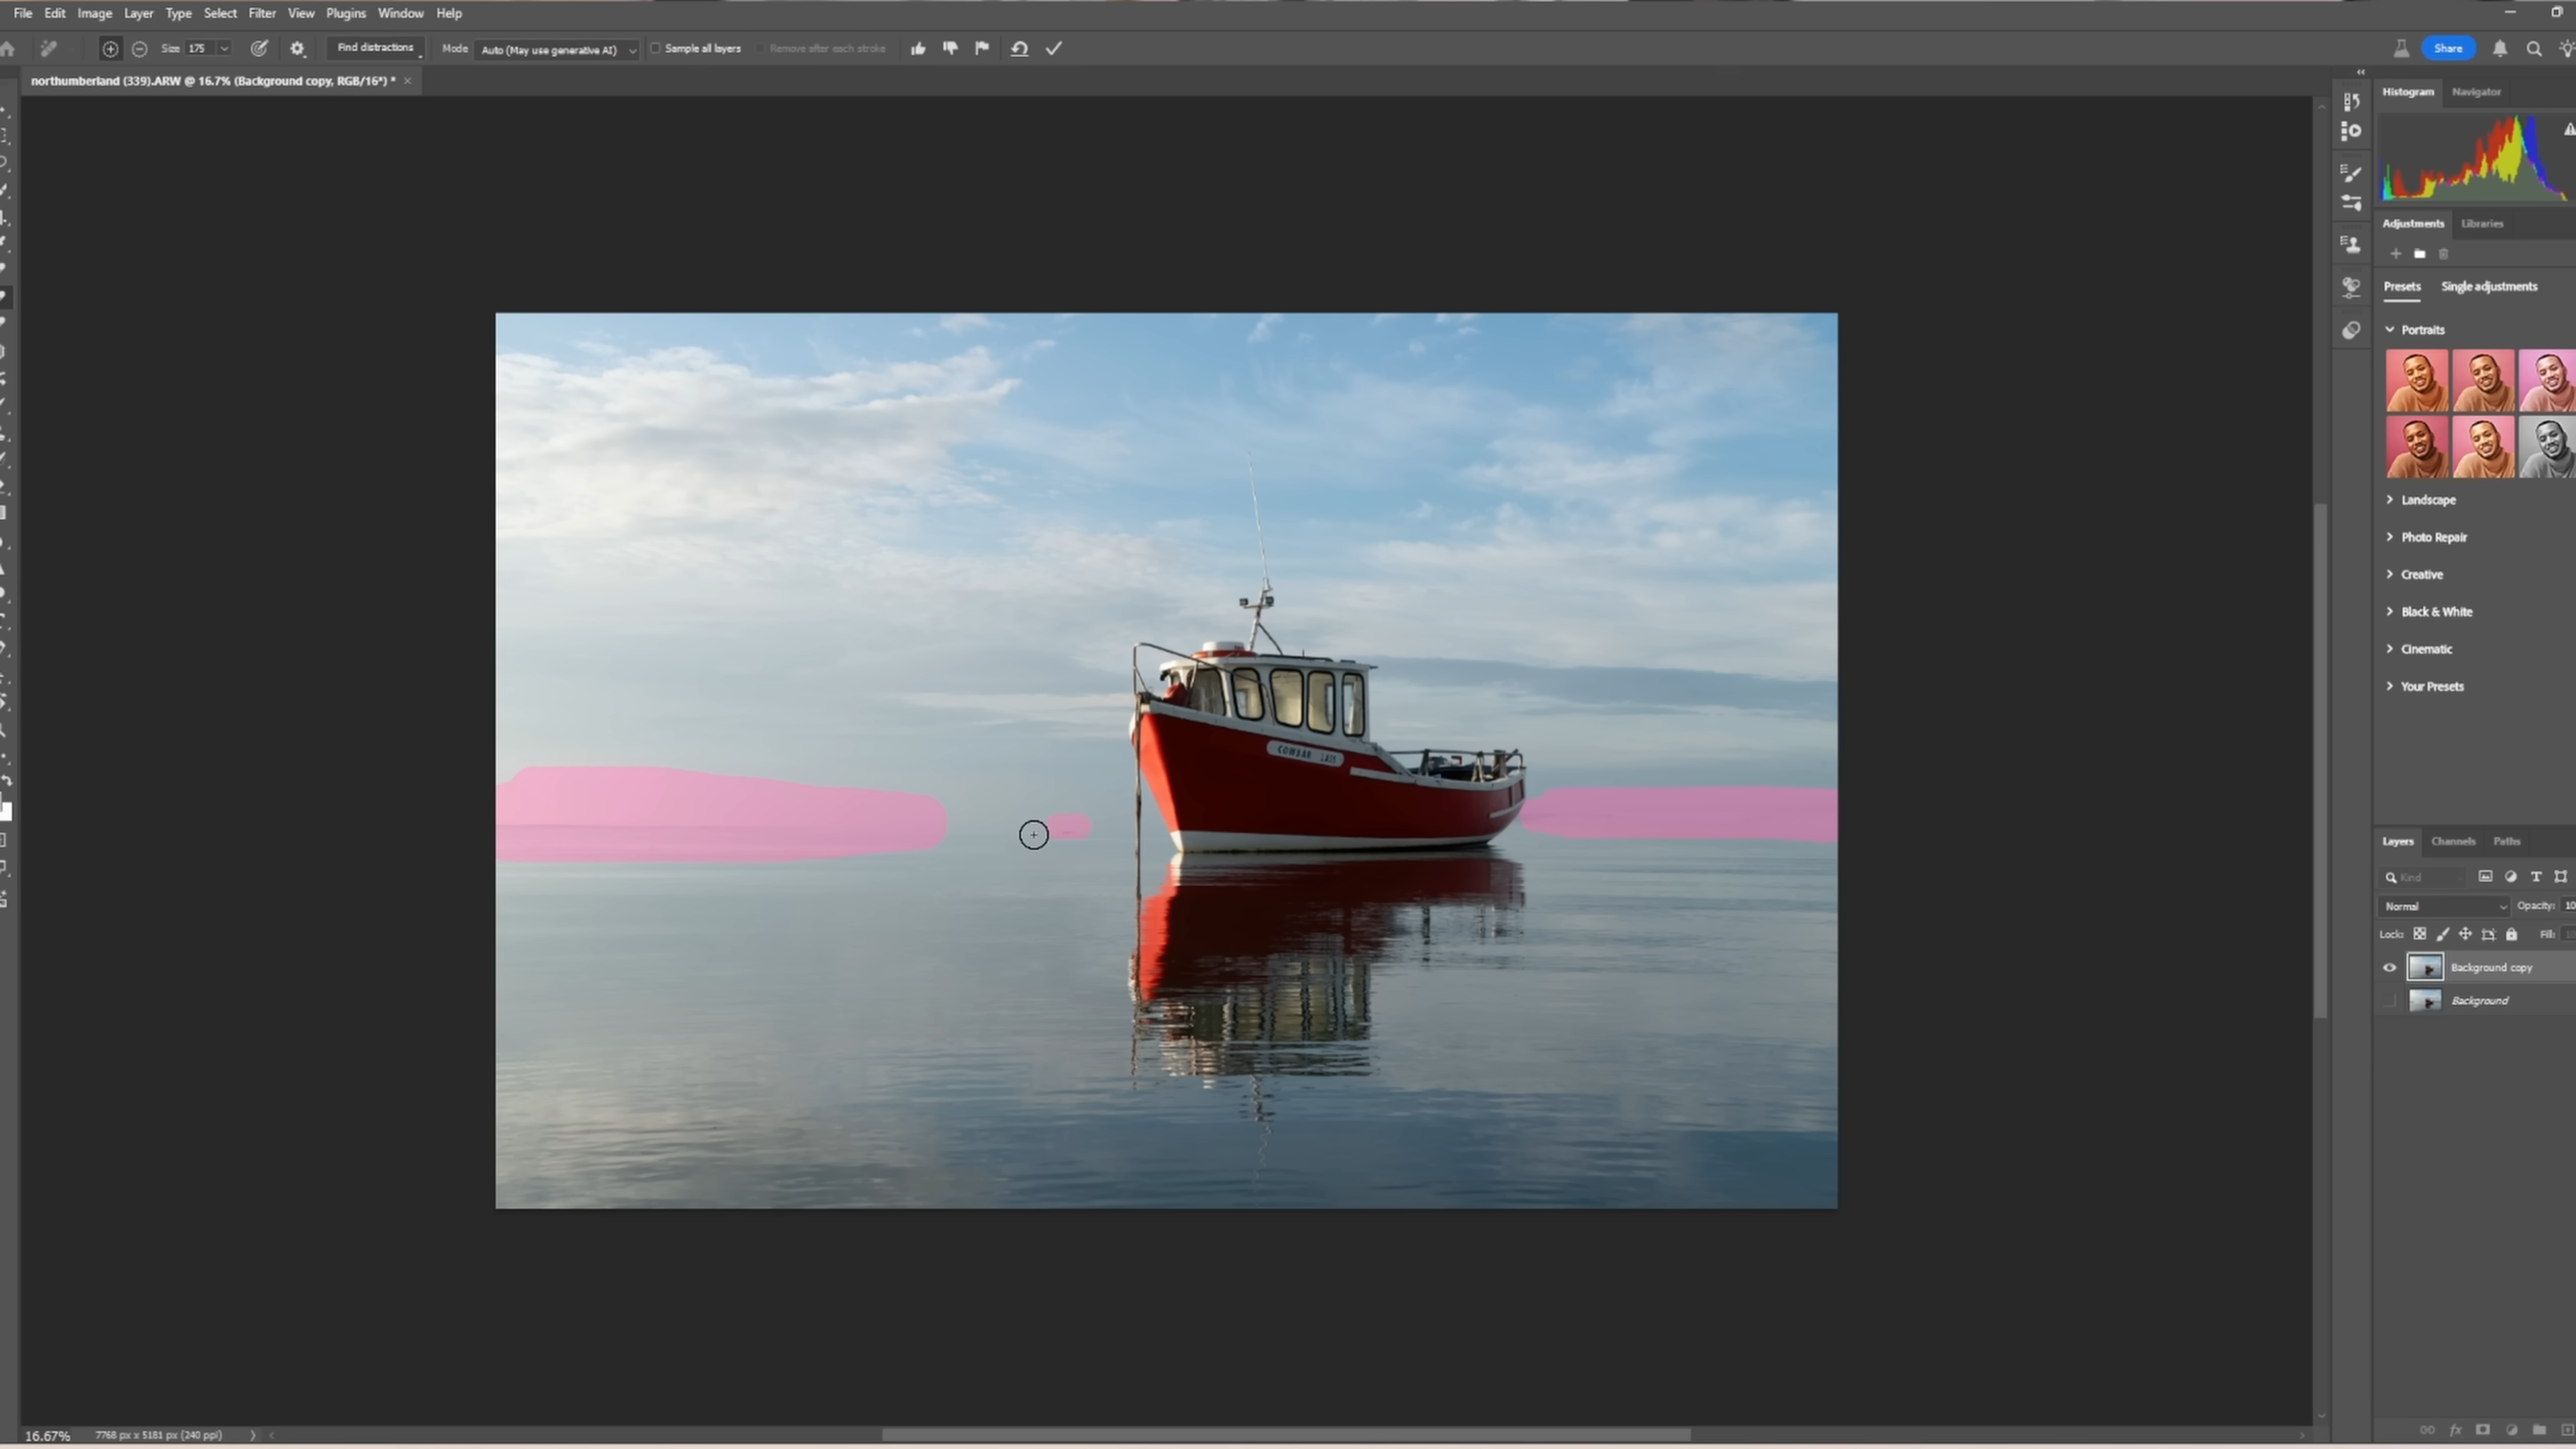 File Edit Image Layer Type Select Filter View Plugins Window Help
Size 175 Find distractions Mode Auto (May use generative AI) Sample all layers Remove after each stroke Share
northumberland (339).ARW @ 16.7% (Background copy, RGB/16*) * ×
Histogram Navigator
Adjustments Libraries
Presets Single adjustments
Portraits
Landscape
Photo Repair
Creative
Black & White
Cinematic
Your Presets
COWBAR LASS
Layers Channels Paths
Kind
Normal Opacity: 10
Lock: Fill:
Background copy
Background
16.67% 7768 px x 5181 px (240 ppi)